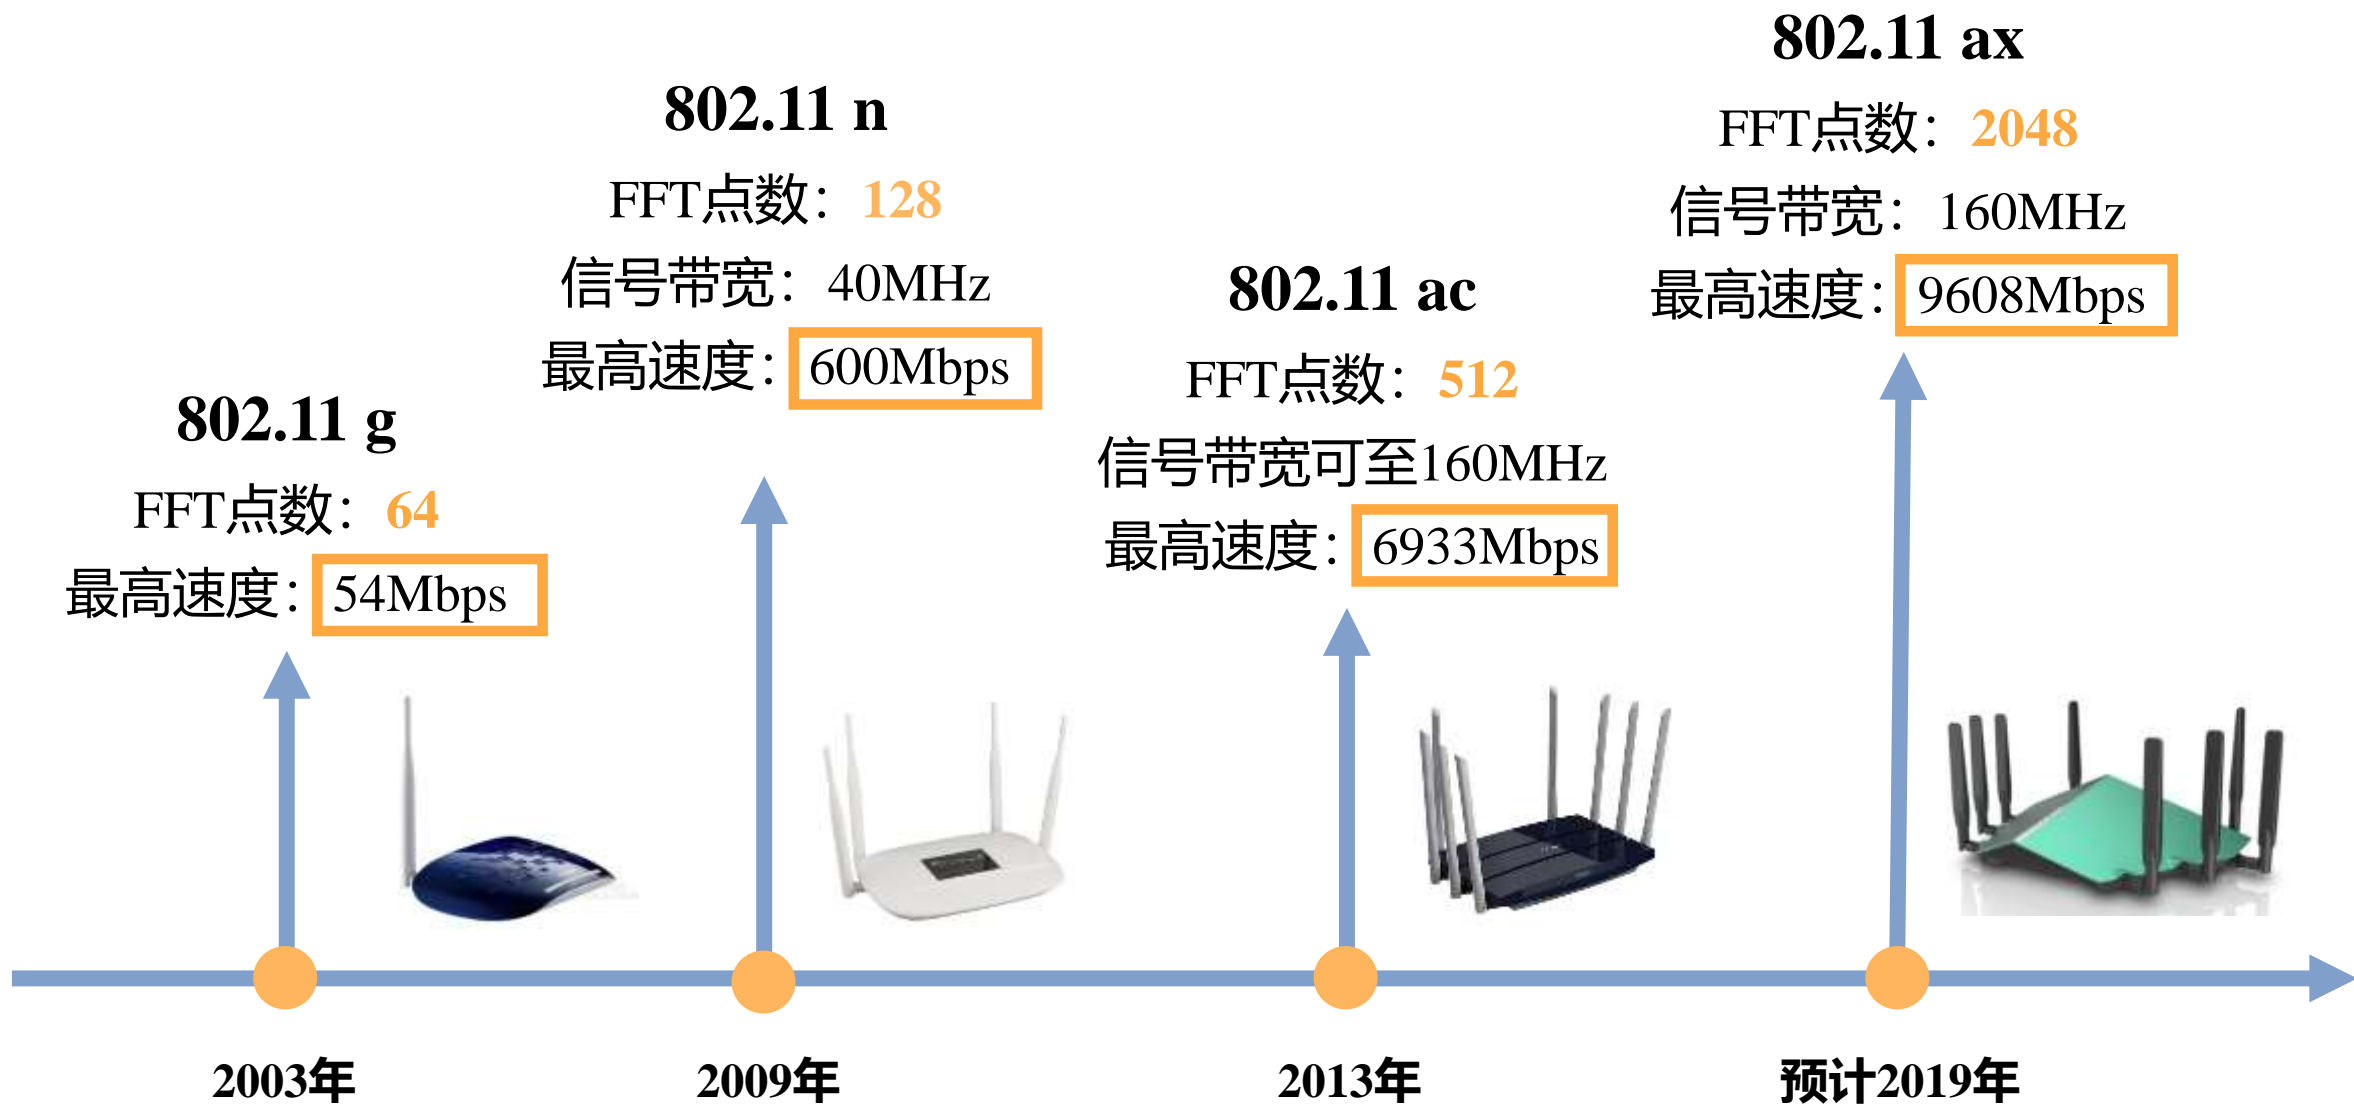 802.11 g
FFT点数：64
最高速度：54Mbps
2003年
802.11 n
FFT点数：128
信号带宽：40MHz
最高速度：600Mbps
2009年
802.11 ac
FFT点数：512
信号带宽可至160MHz
最高速度：6933Mbps
2013年
802.11 ax
FFT点数：2048
信号带宽：160MHz
最高速度：9608Mbps
预计2019年